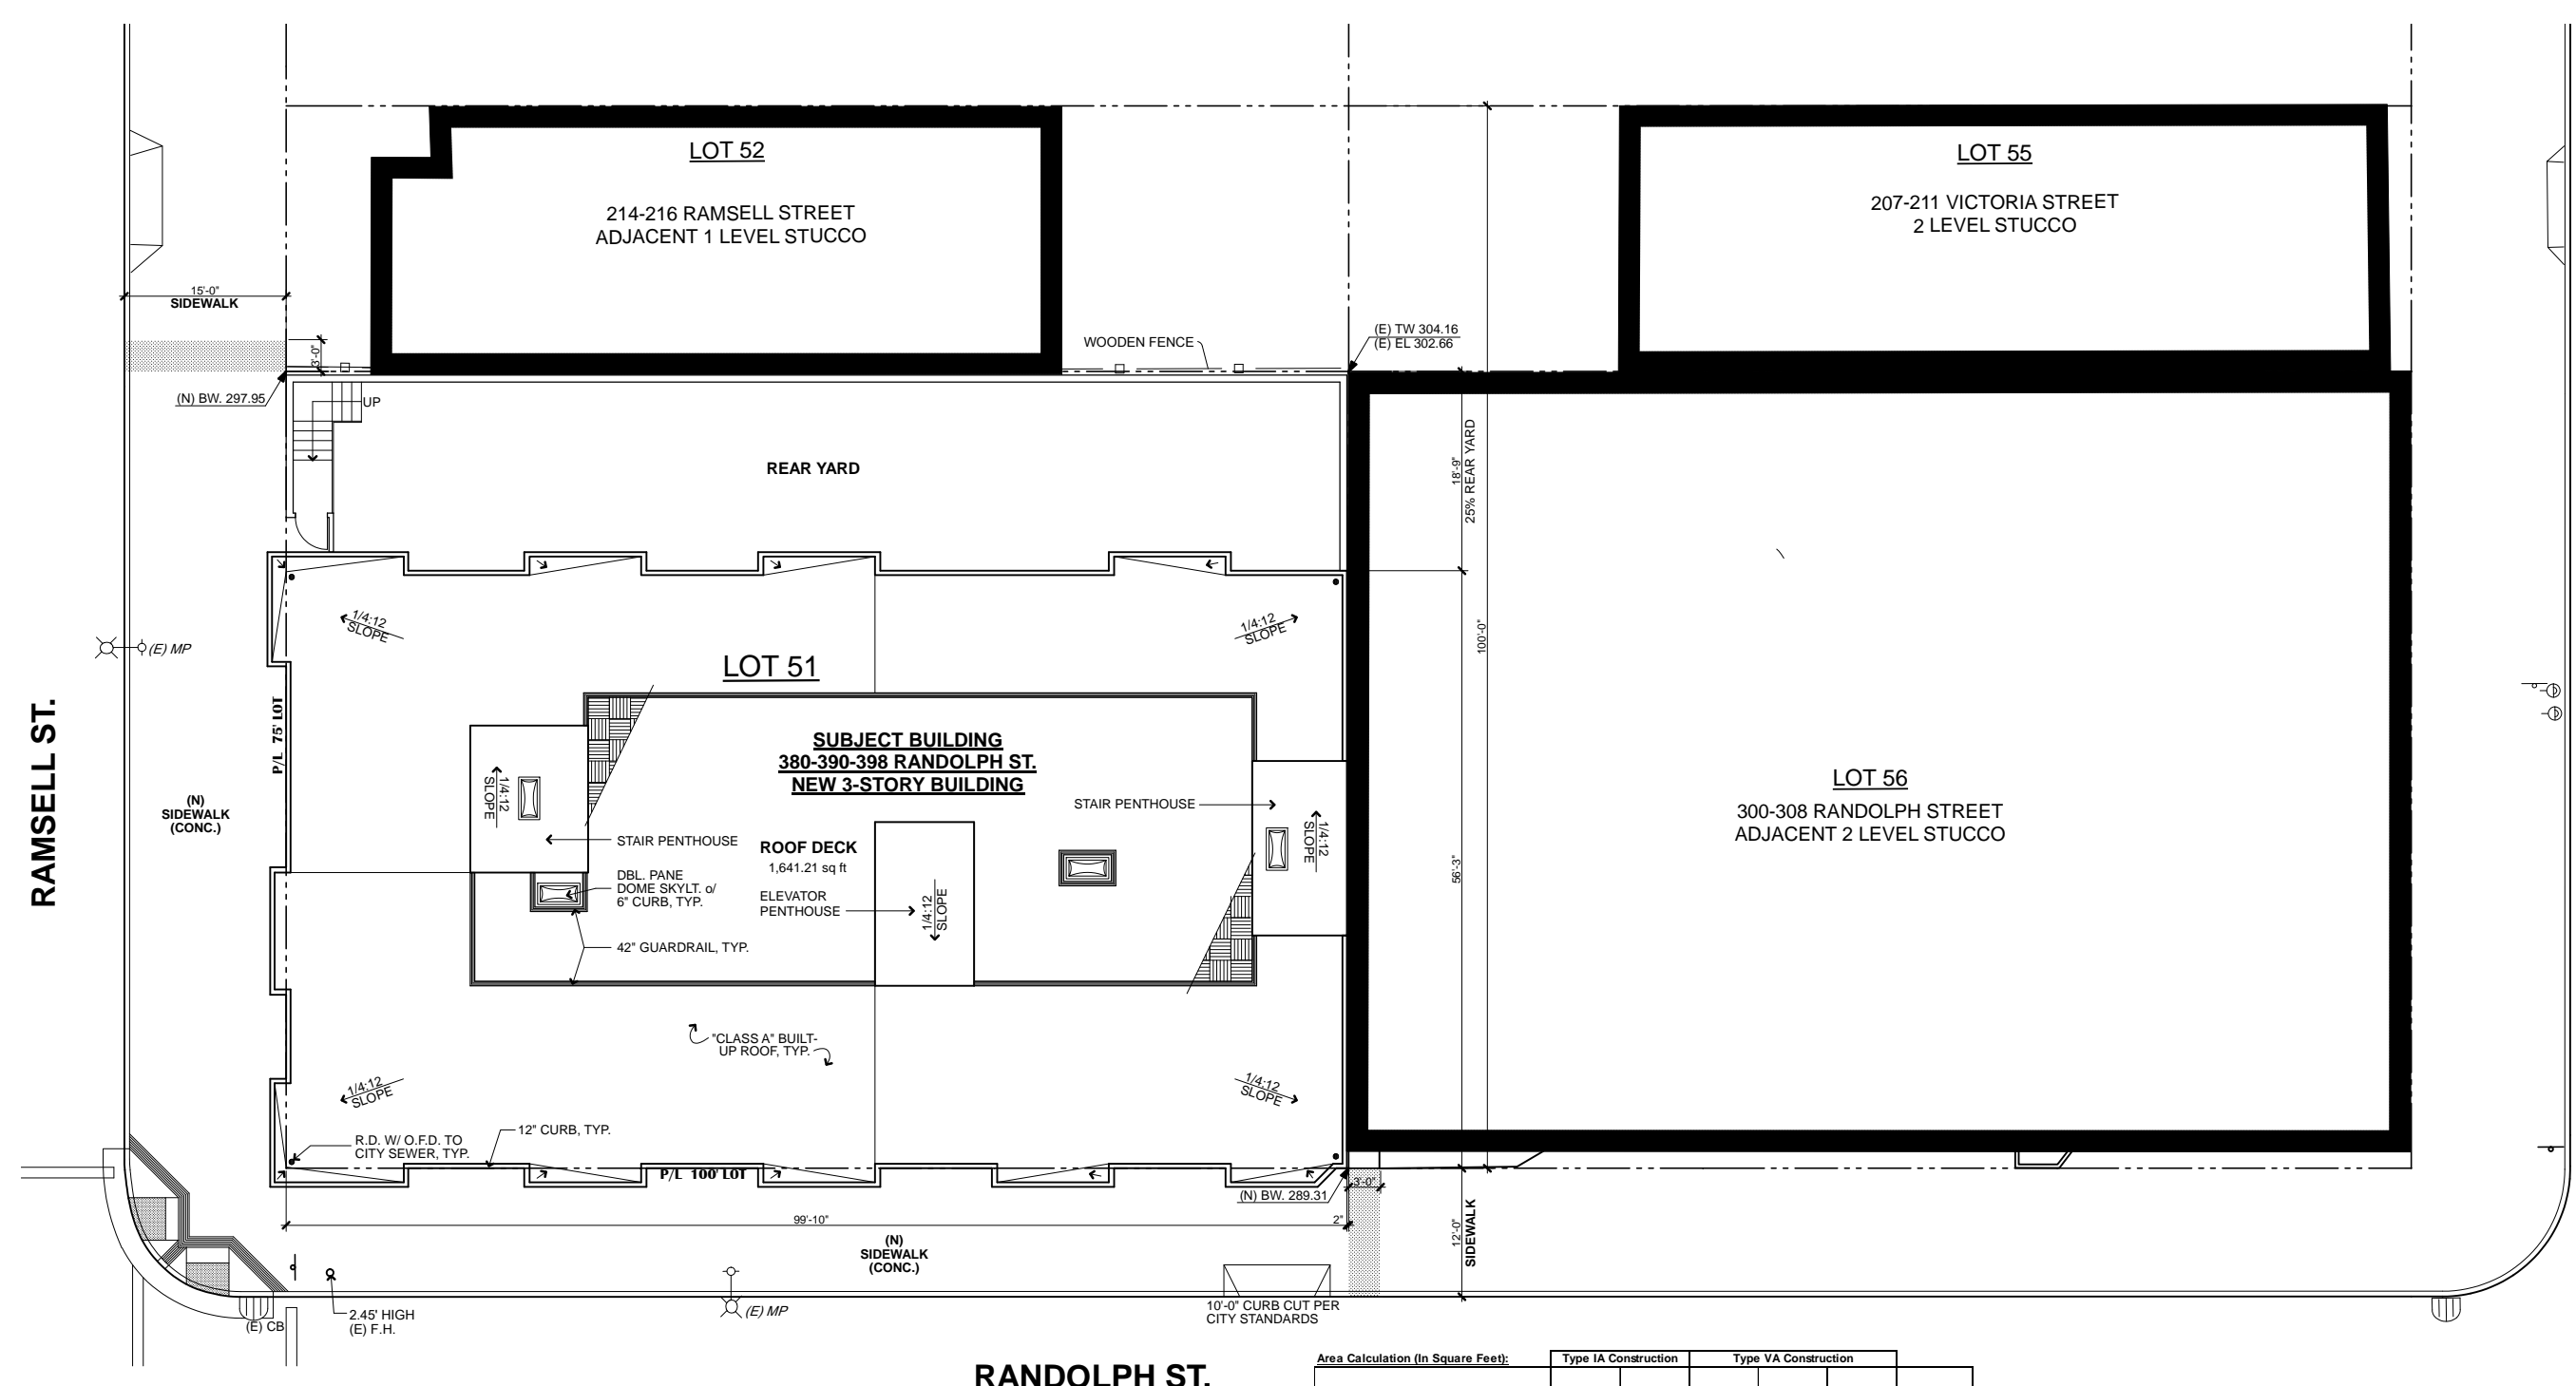 LOT 52
214-216 RAMSELL STREET
ADJACENT 1 LEVEL STUCCO
LOT 55
207-211 VICTORIA STREET
2 LEVEL STUCCO
15'-0"
SIDEWALK
3'-0"
WOODEN FENCE
(E) TW 304.16
(E) EL 302.66
(N) BW. 297.95
UP
REAR YARD
18'-9"
25% REAR YARD
1/4:12
SLOPE
1/4:12
SLOPE
100'-0"
(E) MP
LOT 51
P/L 75' LOT
RAMSELL ST.
SUBJECT BUILDING
380-390-398 RANDOLPH ST.
NEW 3-STORY BUILDING
1/4:12
SLOPE
(N)
SIDEWALK
(CONC.)
STAIR PENTHOUSE
STAIR PENTHOUSE
1/4:12
SLOPE
LOT 56
300-308 RANDOLPH STREET
ADJACENT 2 LEVEL STUCCO
ROOF DECK
1,641.21 sq ft
DBL. PANE
DOME SKYLT. o/
6" CURB, TYP.
ELEVATOR
PENTHOUSE
1/4:12
SLOPE
56'-3"
42" GUARDRAIL, TYP.
"CLASS A" BUILT-
UP ROOF, TYP.
1/4:12
SLOPE
1/4:12
SLOPE
R.D. W/ O.F.D. TO
CITY SEWER, TYP.
12" CURB, TYP.
P/L 100' LOT
(N) BW. 289.31
3'-0"
99'-10"
2"
12'-0"
SIDEWALK
(N)
SIDEWALK
(CONC.)
(E) CB
2.45' HIGH
(E) F.H.
(E) MP
10'-0" CURB CUT PER
CITY STANDARDS
RANDOLPH ST.
Area Calculation (In Square Feet):
Type IA Construction
Type VA Construction